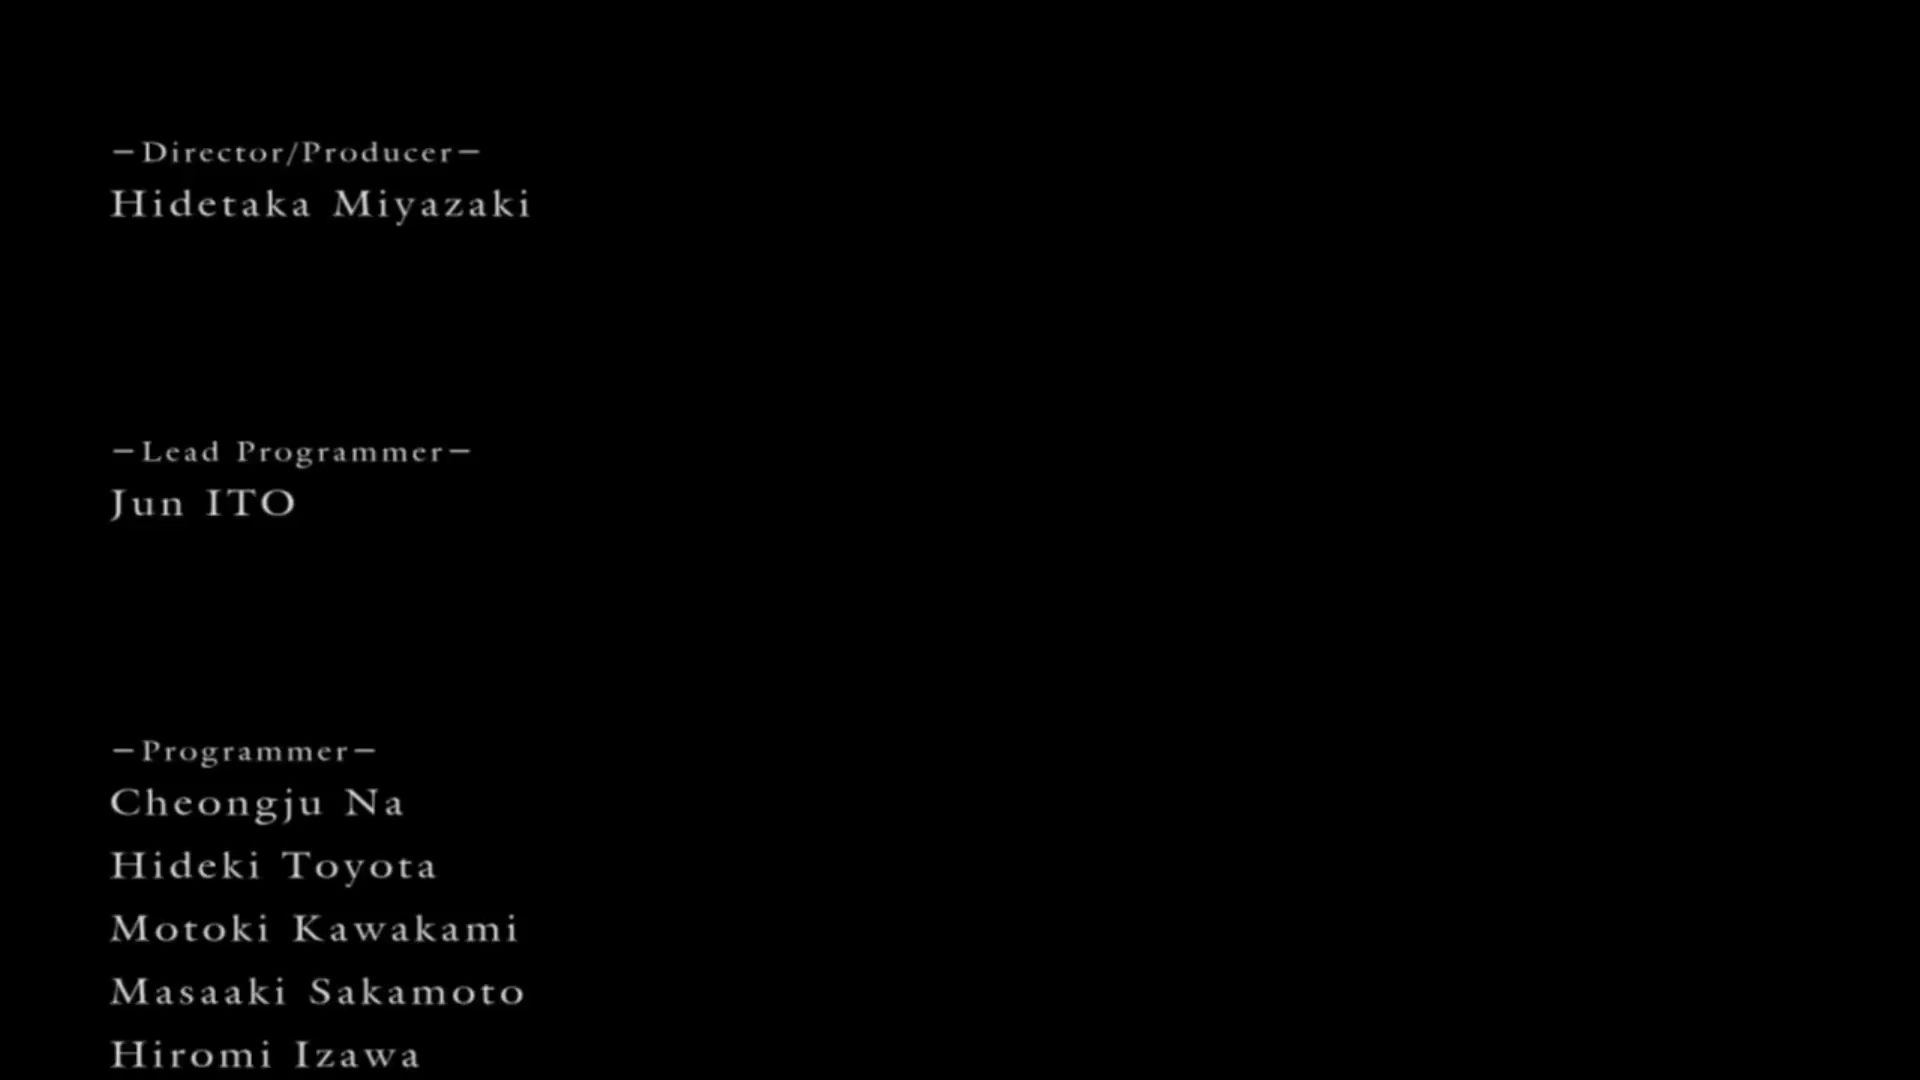 －Director/Producer－
Hidetaka Miyazaki
－Lead Programmer－
Jun ITO
－Programmer－
Cheongju Na
Hideki Toyota
Motoki Kawakami
Masaaki Sakamoto
Hiromi Izawa